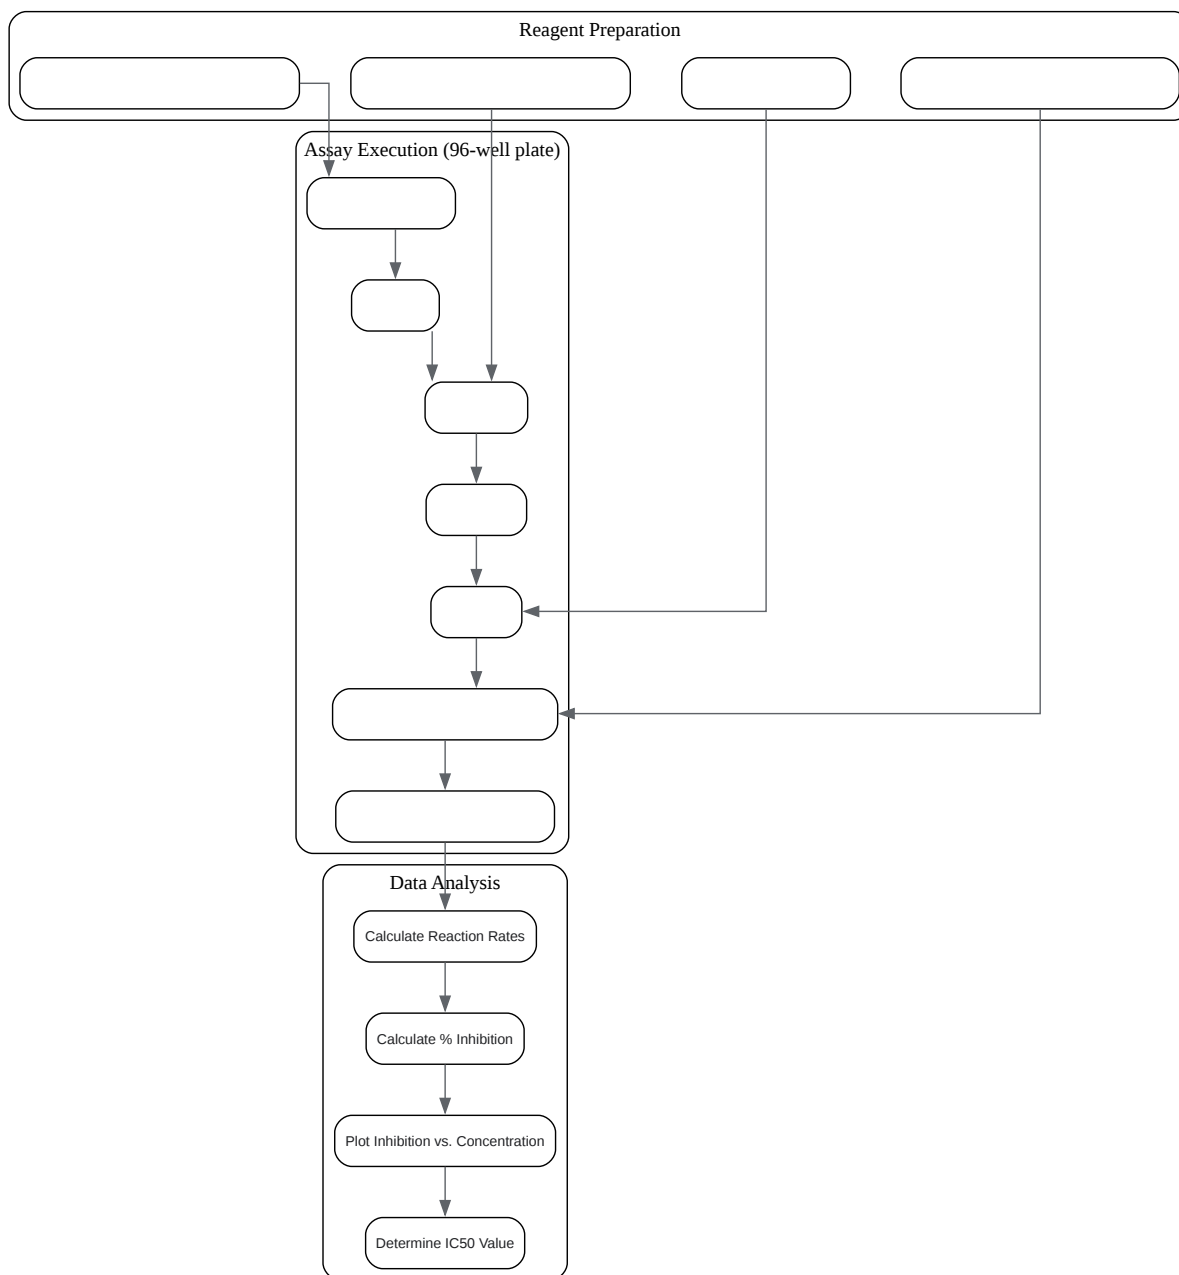 Reagent Preparation
Assay Execution (96-well plate)
Data Analysis
Calculate Reaction Rates
Calculate % Inhibition
Plot Inhibition vs. Concentration
Determine IC50 Value